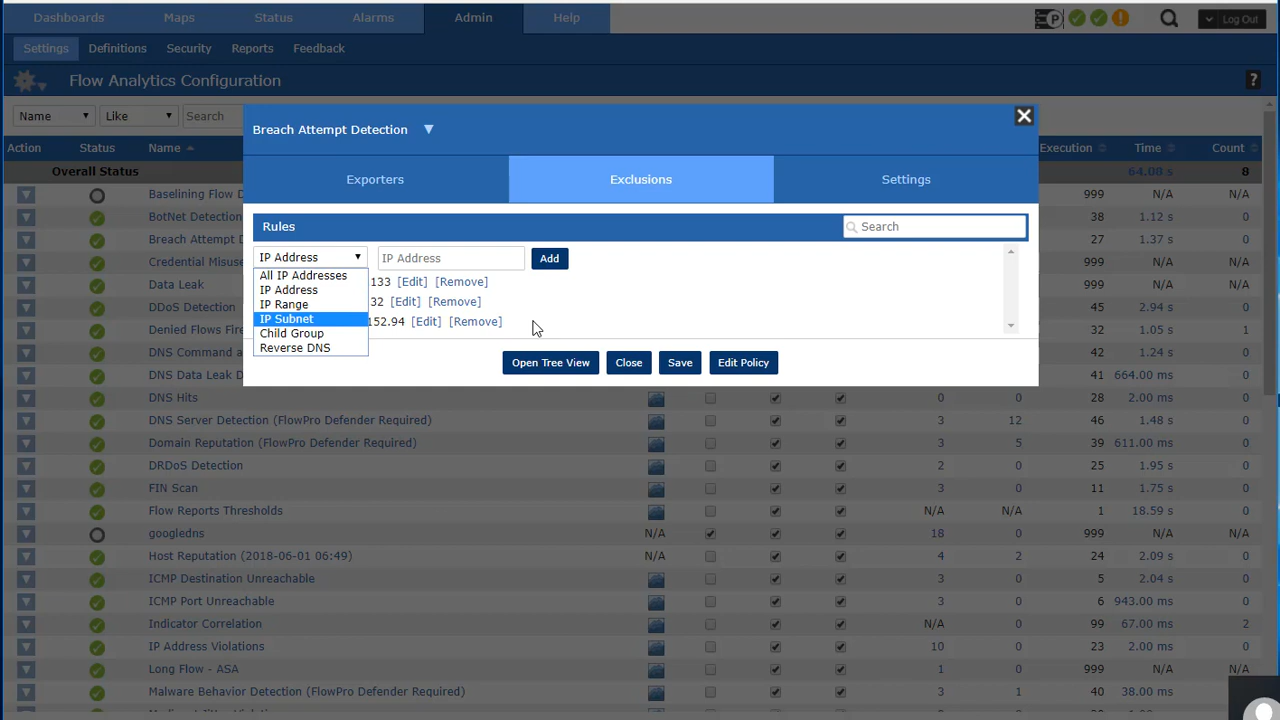 Dashboards Maps Status Alarms Admin Help P Log Out
Settings Definitions Security Reports Feedback
Flow Analytics Configuration ?
Name Like Search
Breach Attempt Detection
Action Status Name Execution Time Count
Overall Status 64.08 s 8
Exporters Exclusions Settings
Baselining Flow D 999 N/A N/A
BotNet Detection 38 1.12 s 0
Rules Search
Breach Attempt D 27 1.37 s 0
IP Address IP Address Add
Credential Misuse 999 N/A N/A
All IP Addresses
IP Address
IP Range
IP Subnet
Child Group
Reverse DNS
133 [Edit] [Remove]
32 [Edit] [Remove]
152.94 [Edit] [Remove]
Data Leak 999 N/A N/A
DDoS Detection 45 2.94 s 0
Denied Flows Fire 32 1.05 s 1
DNS Command a 42 1.24 s 0
Open Tree View Close Save Edit Policy
DNS Data Leak D 41 664.00 ms 0
DNS Hits 0 0 28 2.00 ms 0
DNS Server Detection (FlowPro Defender Required) 3 12 46 1.48 s 0
Domain Reputation (FlowPro Defender Required) 3 5 39 611.00 ms 0
DRDoS Detection 2 0 25 1.95 s 0
FIN Scan 3 0 11 1.75 s 0
Flow Reports Thresholds N/A N/A 1 18.59 s 0
googledns N/A 18 0 999 N/A N/A
Host Reputation (2018-06-01 06:49) N/A 4 2 24 2.09 s 0
ICMP Destination Unreachable 3 0 5 2.04 s 0
ICMP Port Unreachable 3 0 6 943.00 ms 0
Indicator Correlation N/A 0 99 67.00 ms 2
IP Address Violations 10 0 23 2.00 ms 0
Long Flow - ASA 1 0 999 N/A N/A
Malware Behavior Detection (FlowPro Defender Required) 3 1 40 38.00 ms 0